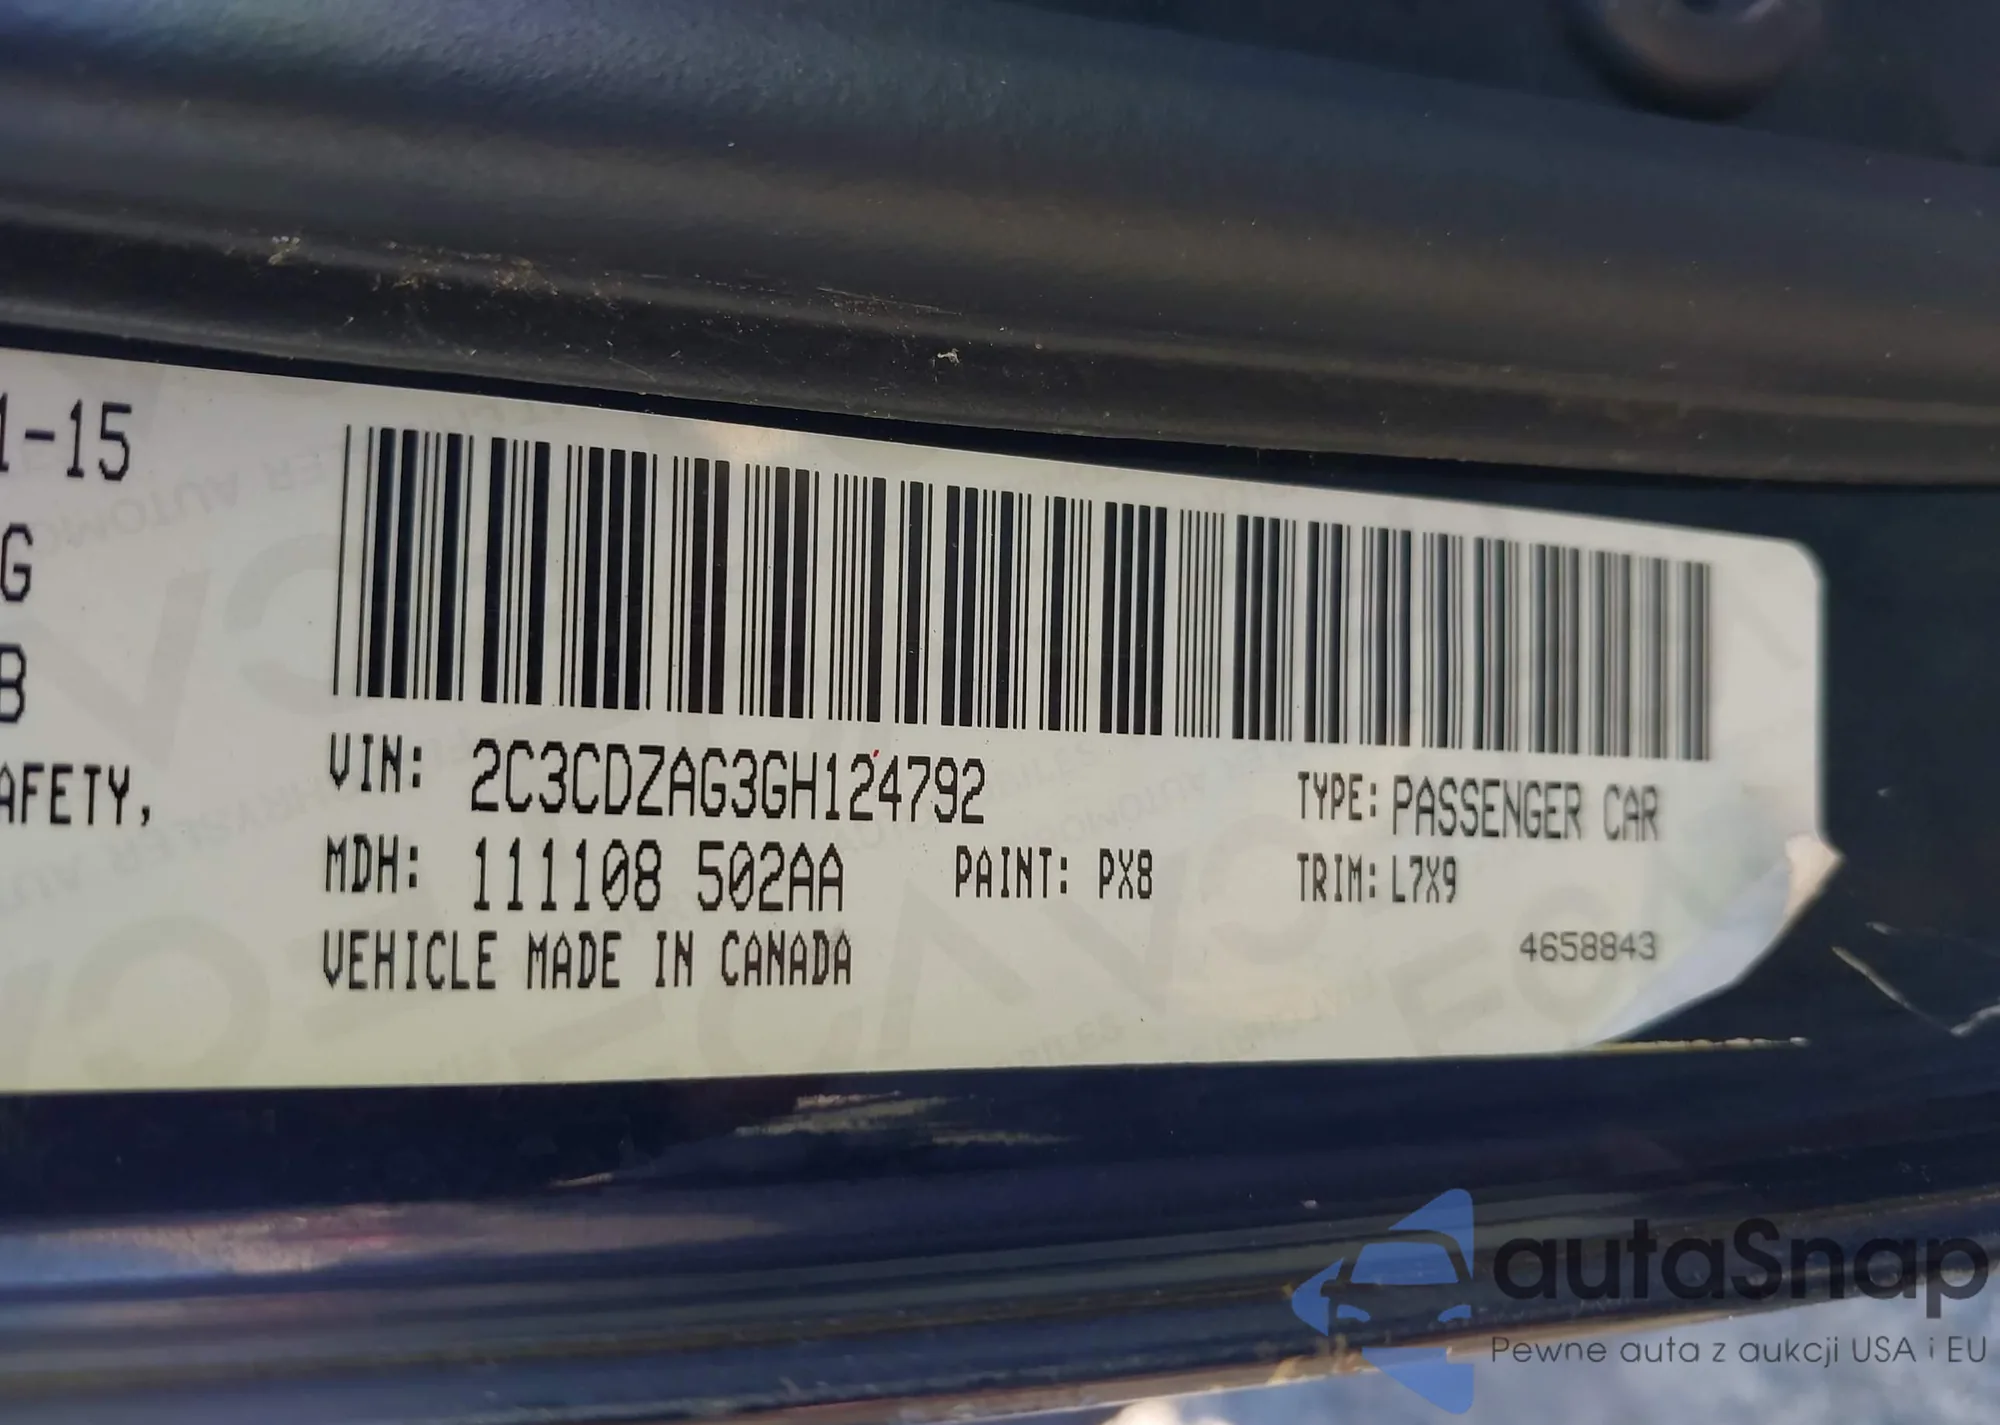 1-15
G
B
AFETY,
VIN: 2C3CDZAG3GH124792
MDH: 111108 502AA
PAINT: PX8
VEHICLE MADE IN CANADA
TYPE: PASSENGER CAR
TRIM: L7X9
4658843
autaSnap
Pewne auta z aukcji USA i EU